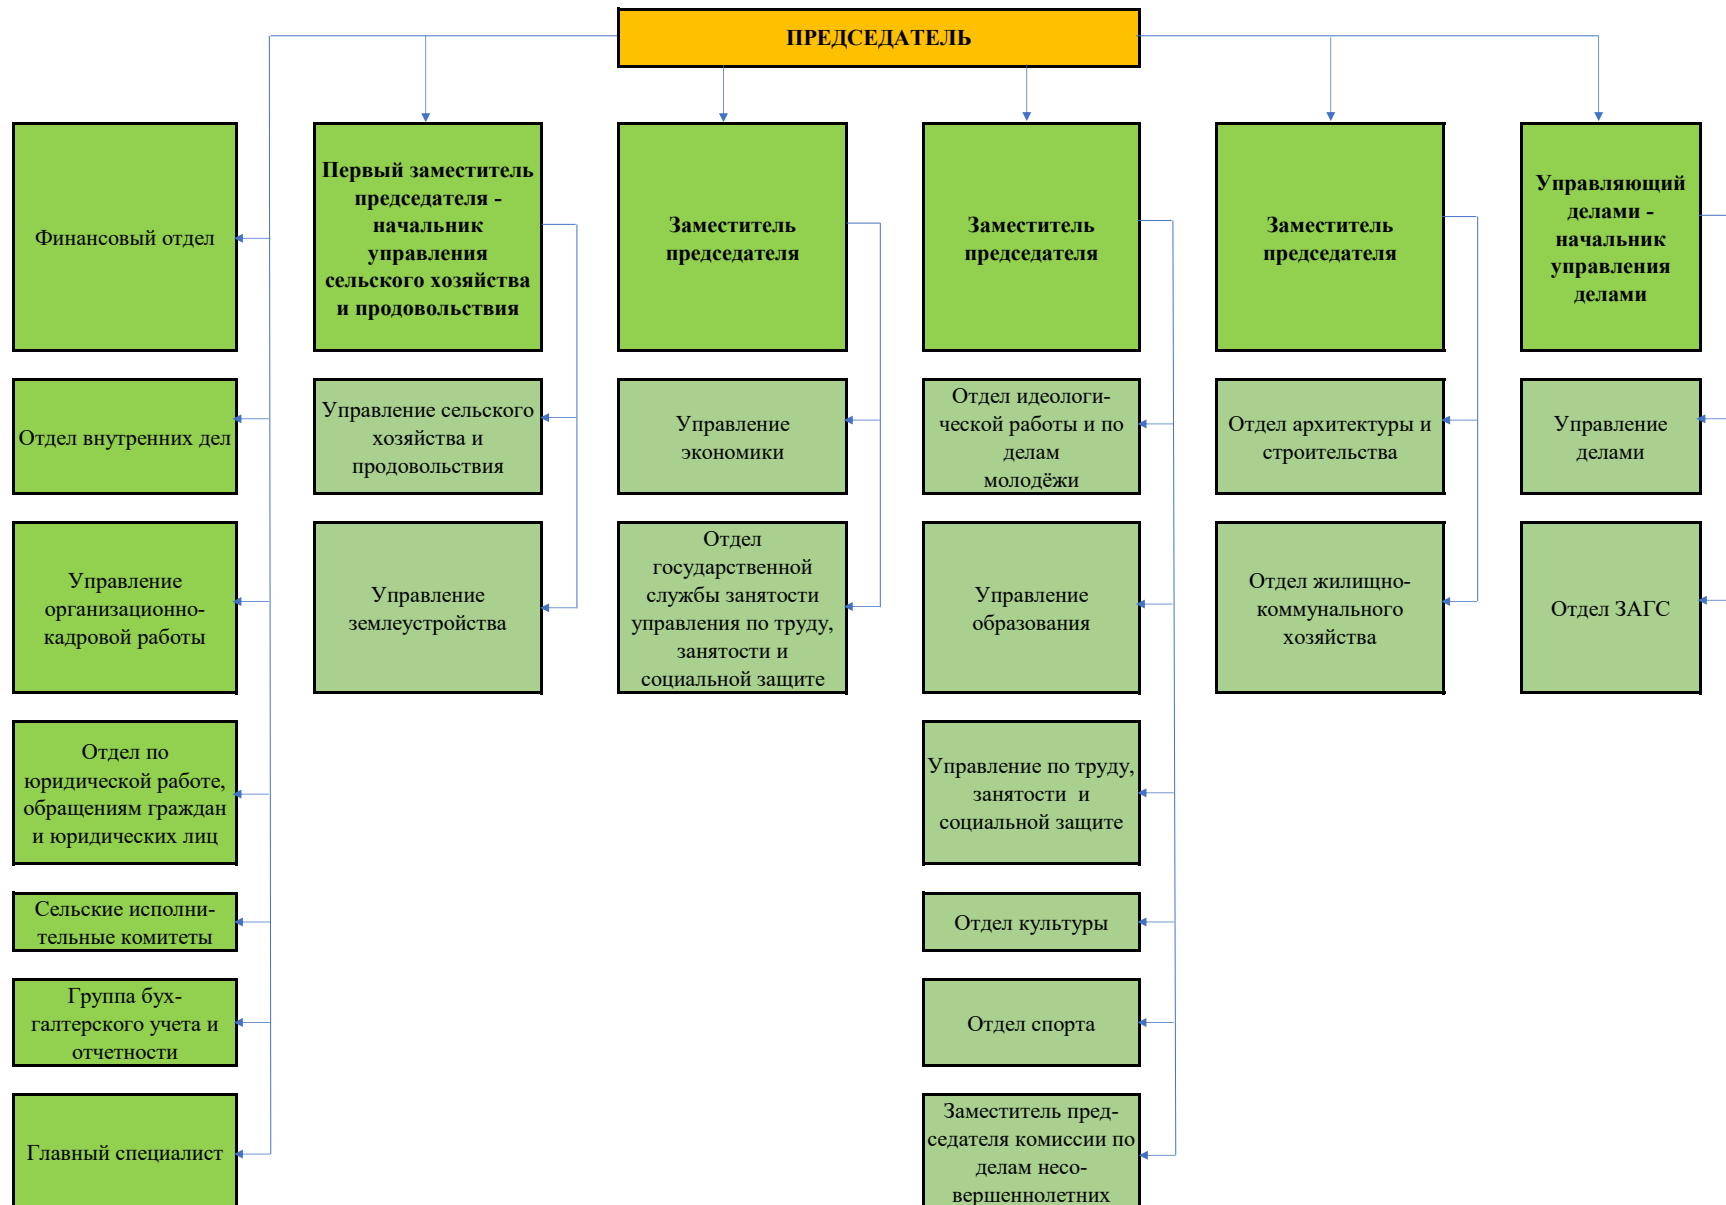 ПРЕДСЕДАТЕЛЬ
Финансовый отдел
Первый заместитель
председателя -
начальник
управления
сельского хозяйства
и продовольствия
Заместитель
председателя
Заместитель
председателя
Заместитель
председателя
Управляющий
делами -
начальник
управления
делами
Отдел внутренних дел
Управление сельского
хозяйства и
продовольствия
Управление
экономики
Отдел идеологи-
ческой работы и по
делам
молодёжи
Отдел архитектуры и
строительства
Управление
делами
Управление
организационно-
кадровой работы
Управление
землеустройства
Отдел
государственной
службы занятости
управления по труду,
занятости и
социальной защите
Управление
образования
Отдел жилищно-
коммунального
хозяйства
Отдел ЗАГС
Отдел по
юридической работе,
обращениям граждан
и юридических лиц
Управление по труду,
занятости  и
социальной защите
Сельские исполни-
тельные комитеты
Отдел культуры
Группа бух-
галтерского учета и
отчетности
Отдел спорта
Главный специалист
Заместитель пред-
седателя комиссии по
делам несо-
вершеннолетних